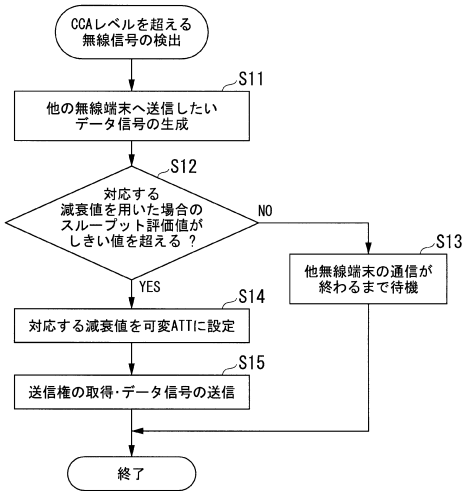 CCAレベルを超える
無線信号の検出
S11
他の無線端末へ送信したい
データ信号の生成
S12
対応する
減衰値を用いた場合の
スループット評価値が
しきい値を超える ?
NO
YES
S13
他無線端末の通信が
終わるまで待機
S14
対応する減衰値を可変ATTに設定
S15
送信権の取得・データ信号の送信
終了